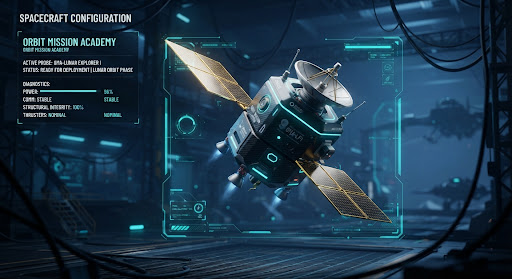 SPACECRAFT CONFIGURATION
ORBIT MISSION ACADEMY
ORBIT MISSION ACADEMY
ACTIVE PROBE: OMA-LUNAR EXPLORER I
STATUS: READY FOR DEPLOYMENT | LUNAR ORBIT PHASE
DIAGNOSTICS:
POWER: 98%
COMM: STABLE STABLE
STRUCTURAL INTEGRITY: 100%
THRUSTERS: NOMINAL NOMINAL